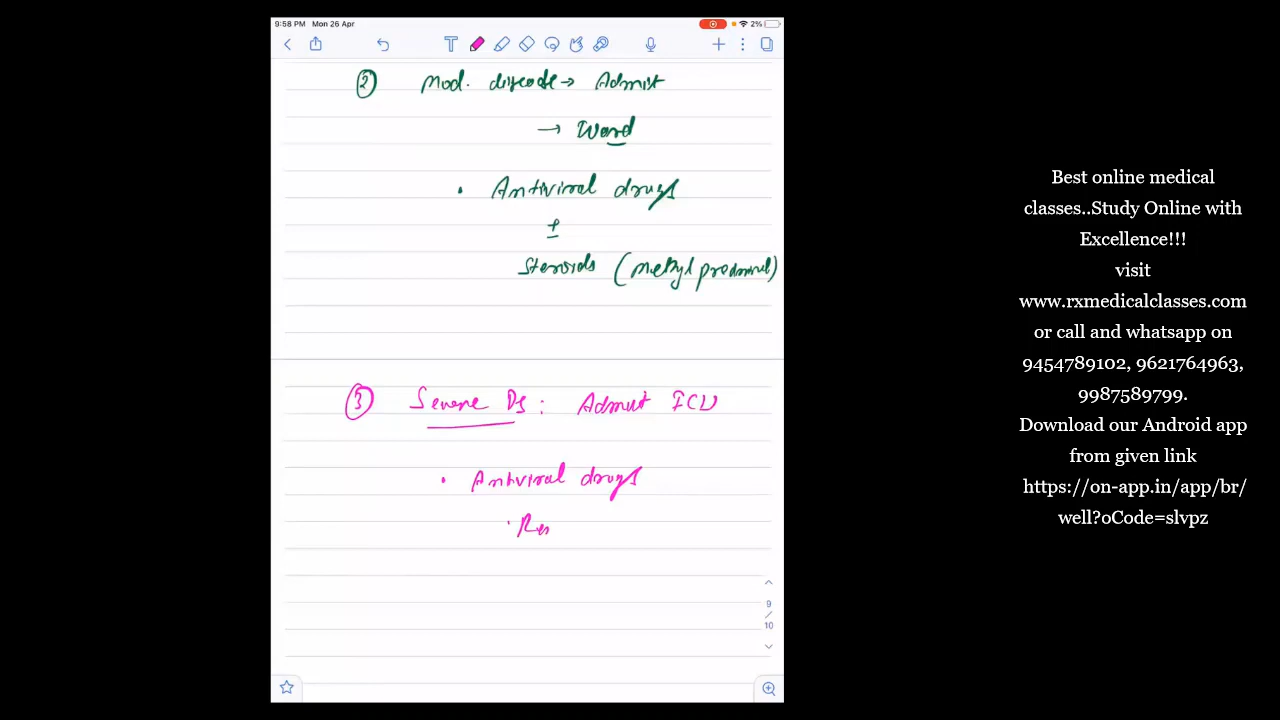 9:58 PM Mon 26 Apr
2%
② Mod. disease → Admit
→ Ward
• Antiviral drugs
±
Steroids (methyl
③ Severe Ds : Admit ICU
• Antiviral drugs
9
/
10
Best online medical
classes..Study Online with
Excellence!!!
visit
www.rxmedicalclasses.com
or call and whatsapp on
9454789102, 9621764963,
9987589799.
Download our Android app
from given link
https://on-app.in/app/br/
well?oCode=slvpz